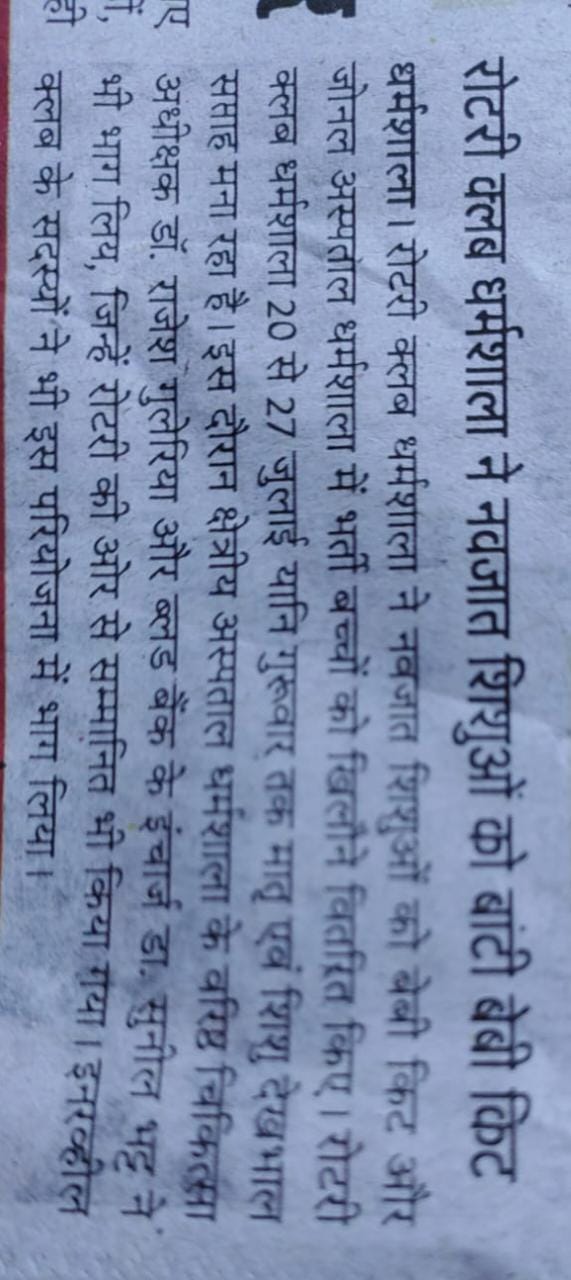 रोटरी क्लब धर्मशाला ने नवजात शिशुओं को बांटी बेबी किट
धर्मशाला। रोटरी क्लब धर्मशाला ने नवजात शिशुओं को बेबी किट और
जोनल अस्पताल धर्मशाला में भर्ती बच्चों को खिलौने वितरित किए। रोटरी
क्लब धर्मशाला 20 से 27 जुलाई यानि गुरूवार तक मातृ एवं शिशु देखभाल
सप्ताह मना रहा है। इस दौरान क्षेत्रीय अस्पताल धर्मशाला के वरिष्ठ चिकित्सा
अधीक्षक डॉ. राजेश गुलेरिया और ब्लड बैंक के इंचार्ज डा. सुनील भट्ट ने
भी भाग लिय, जिन्हें रोटरी की ओर से सम्मानित भी किया गया। इनरव्हील
क्लब के सदस्यों ने भी इस परियोजना में भाग लिया।